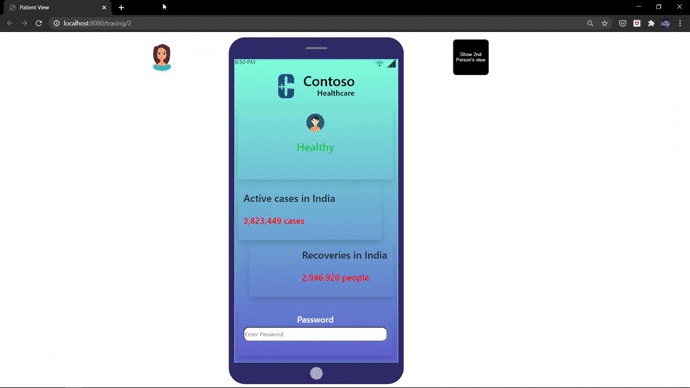 Patient View
localhost:8080/tracing/2
Show 2nd
Person's view
8:50 PM
Contoso
Healthcare
Healthy
Active cases in India
3,823,449 cases
Recoveries in India
2,946,920 people
Password
Enter Password